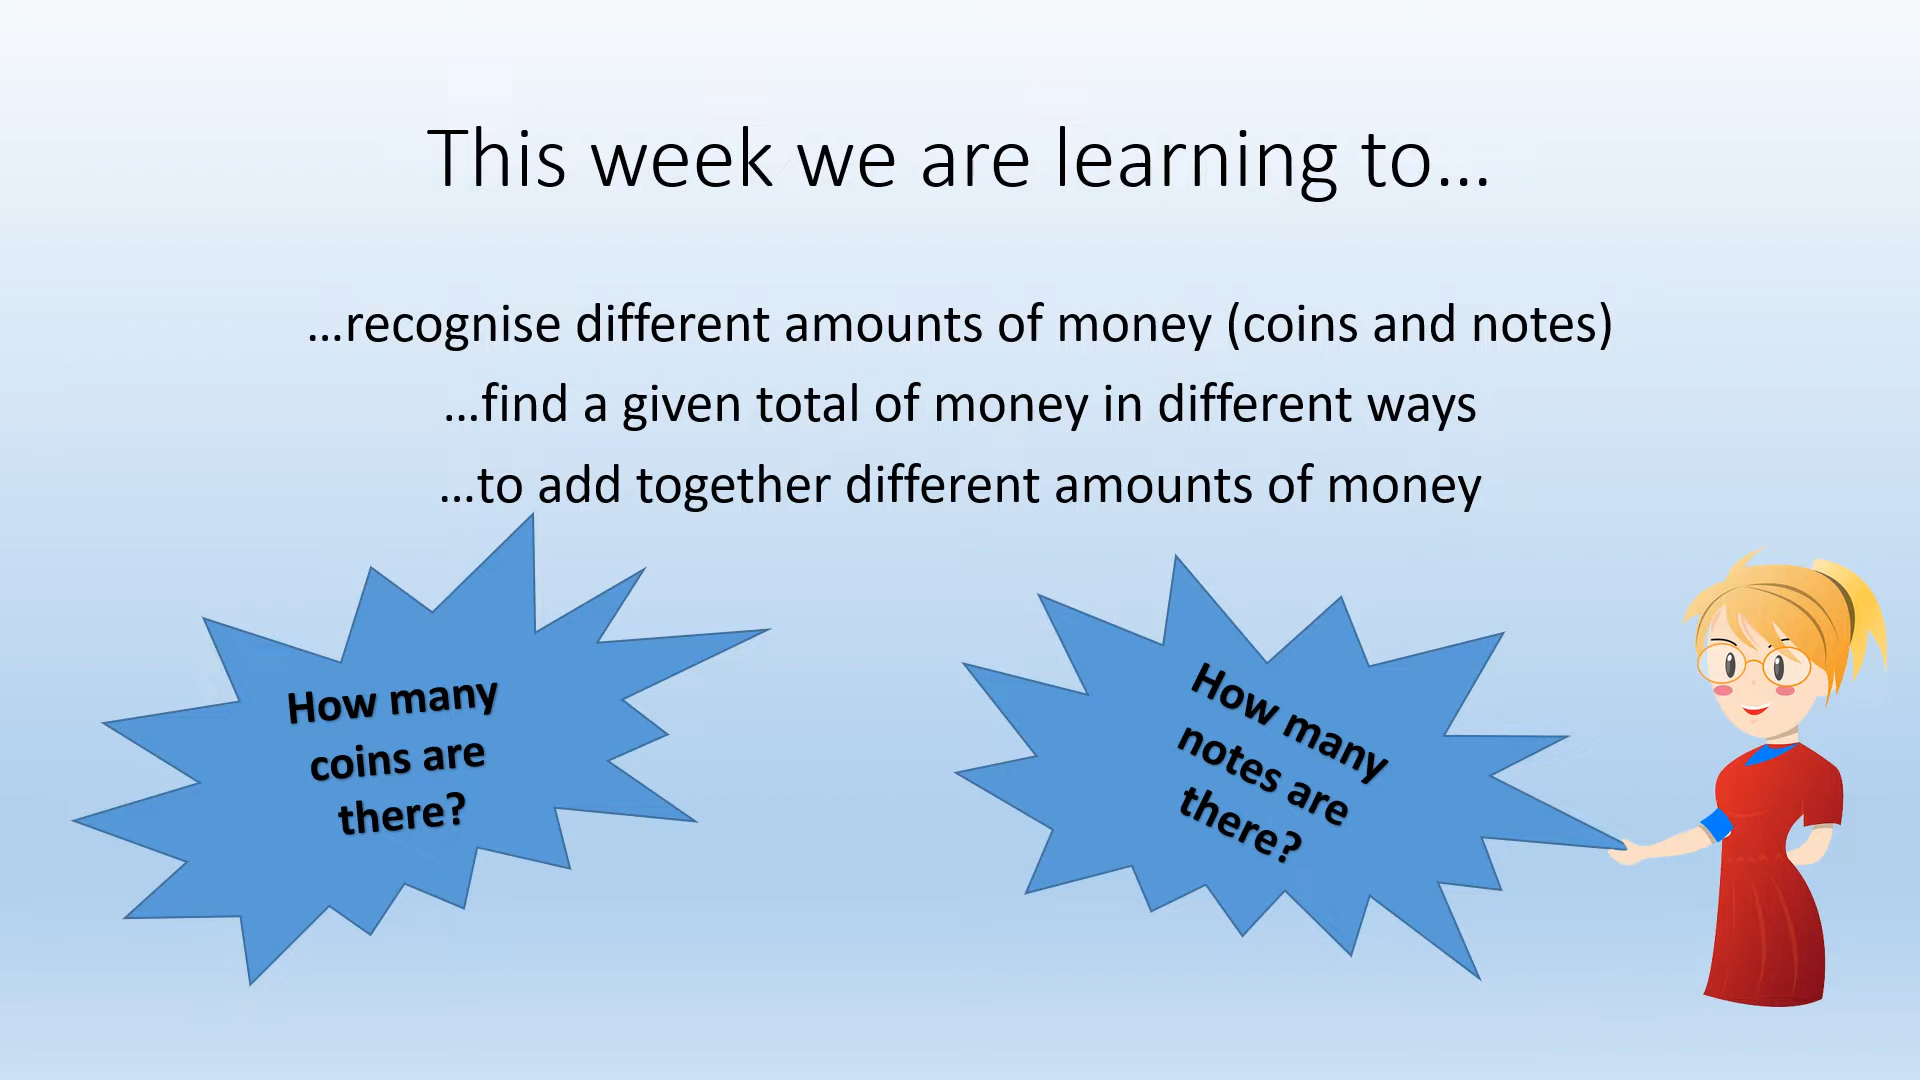 This week we are learning to…
…recognise different amounts of money (coins and notes)
…find a given total of money in different ways
…to add together different amounts of money
How many
coins are
there?
How many
notes are
there?